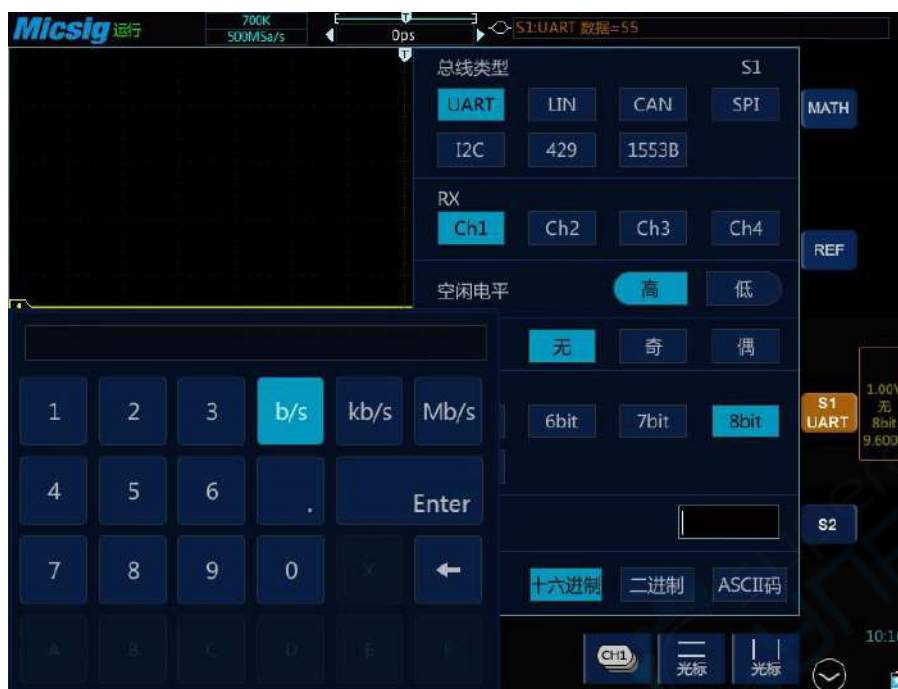 Micsig 运行 700K 500MSa/s T 0ps S1:UART 数据=55
T
总线类型 S1
UART LIN CAN SPI
I2C 429 1553B
MATH
RX
Ch1 Ch2 Ch3 Ch4
REF
空闲电平 高 低
无 奇 偶
1 2 3 b/s kb/s Mb/s
6bit 7bit 8bit
S1
UART
1.00V
无
8bit
9.600
4 5 6 . Enter
S2
7 8 9 0 X
十六进制 二进制 ASCII码
A B C D E F
CH1 光标 光标
10:16